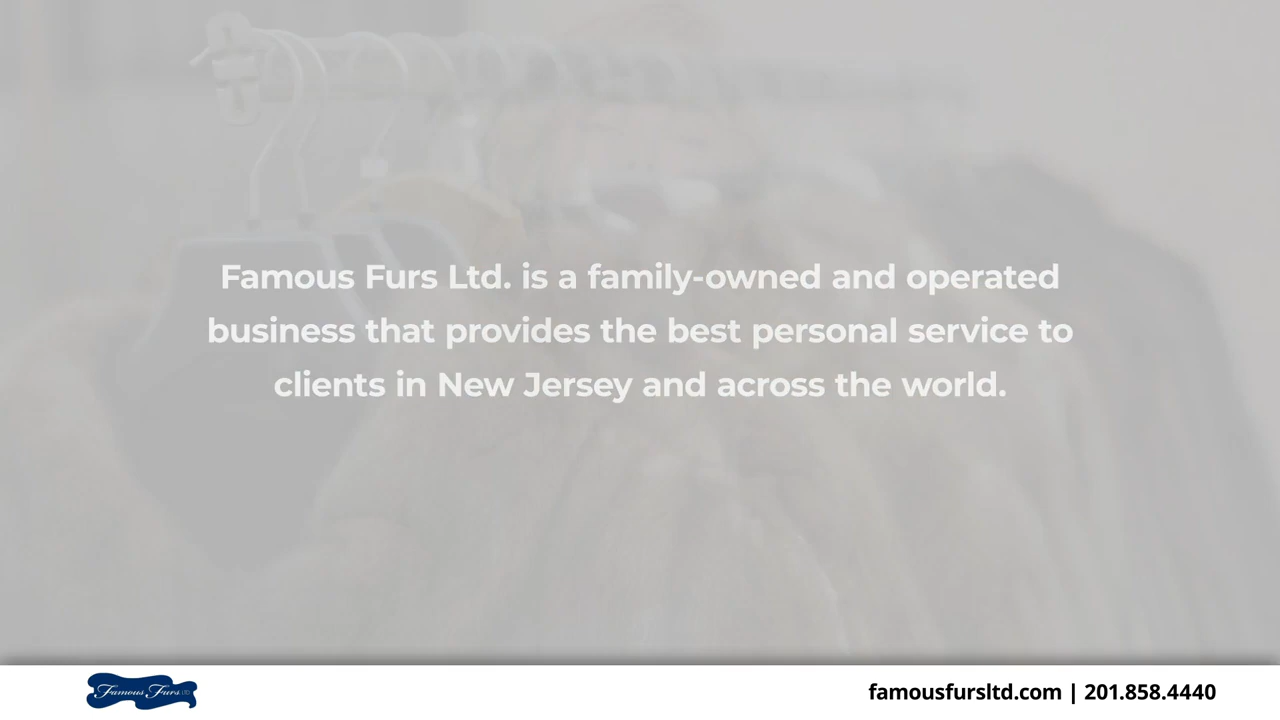 Famous Furs Ltd. is a family-owned and operated
business that provides the best personal service to
clients in New Jersey and across the world.
Famous Furs LTD
famousfursltd.com | 201.858.4440